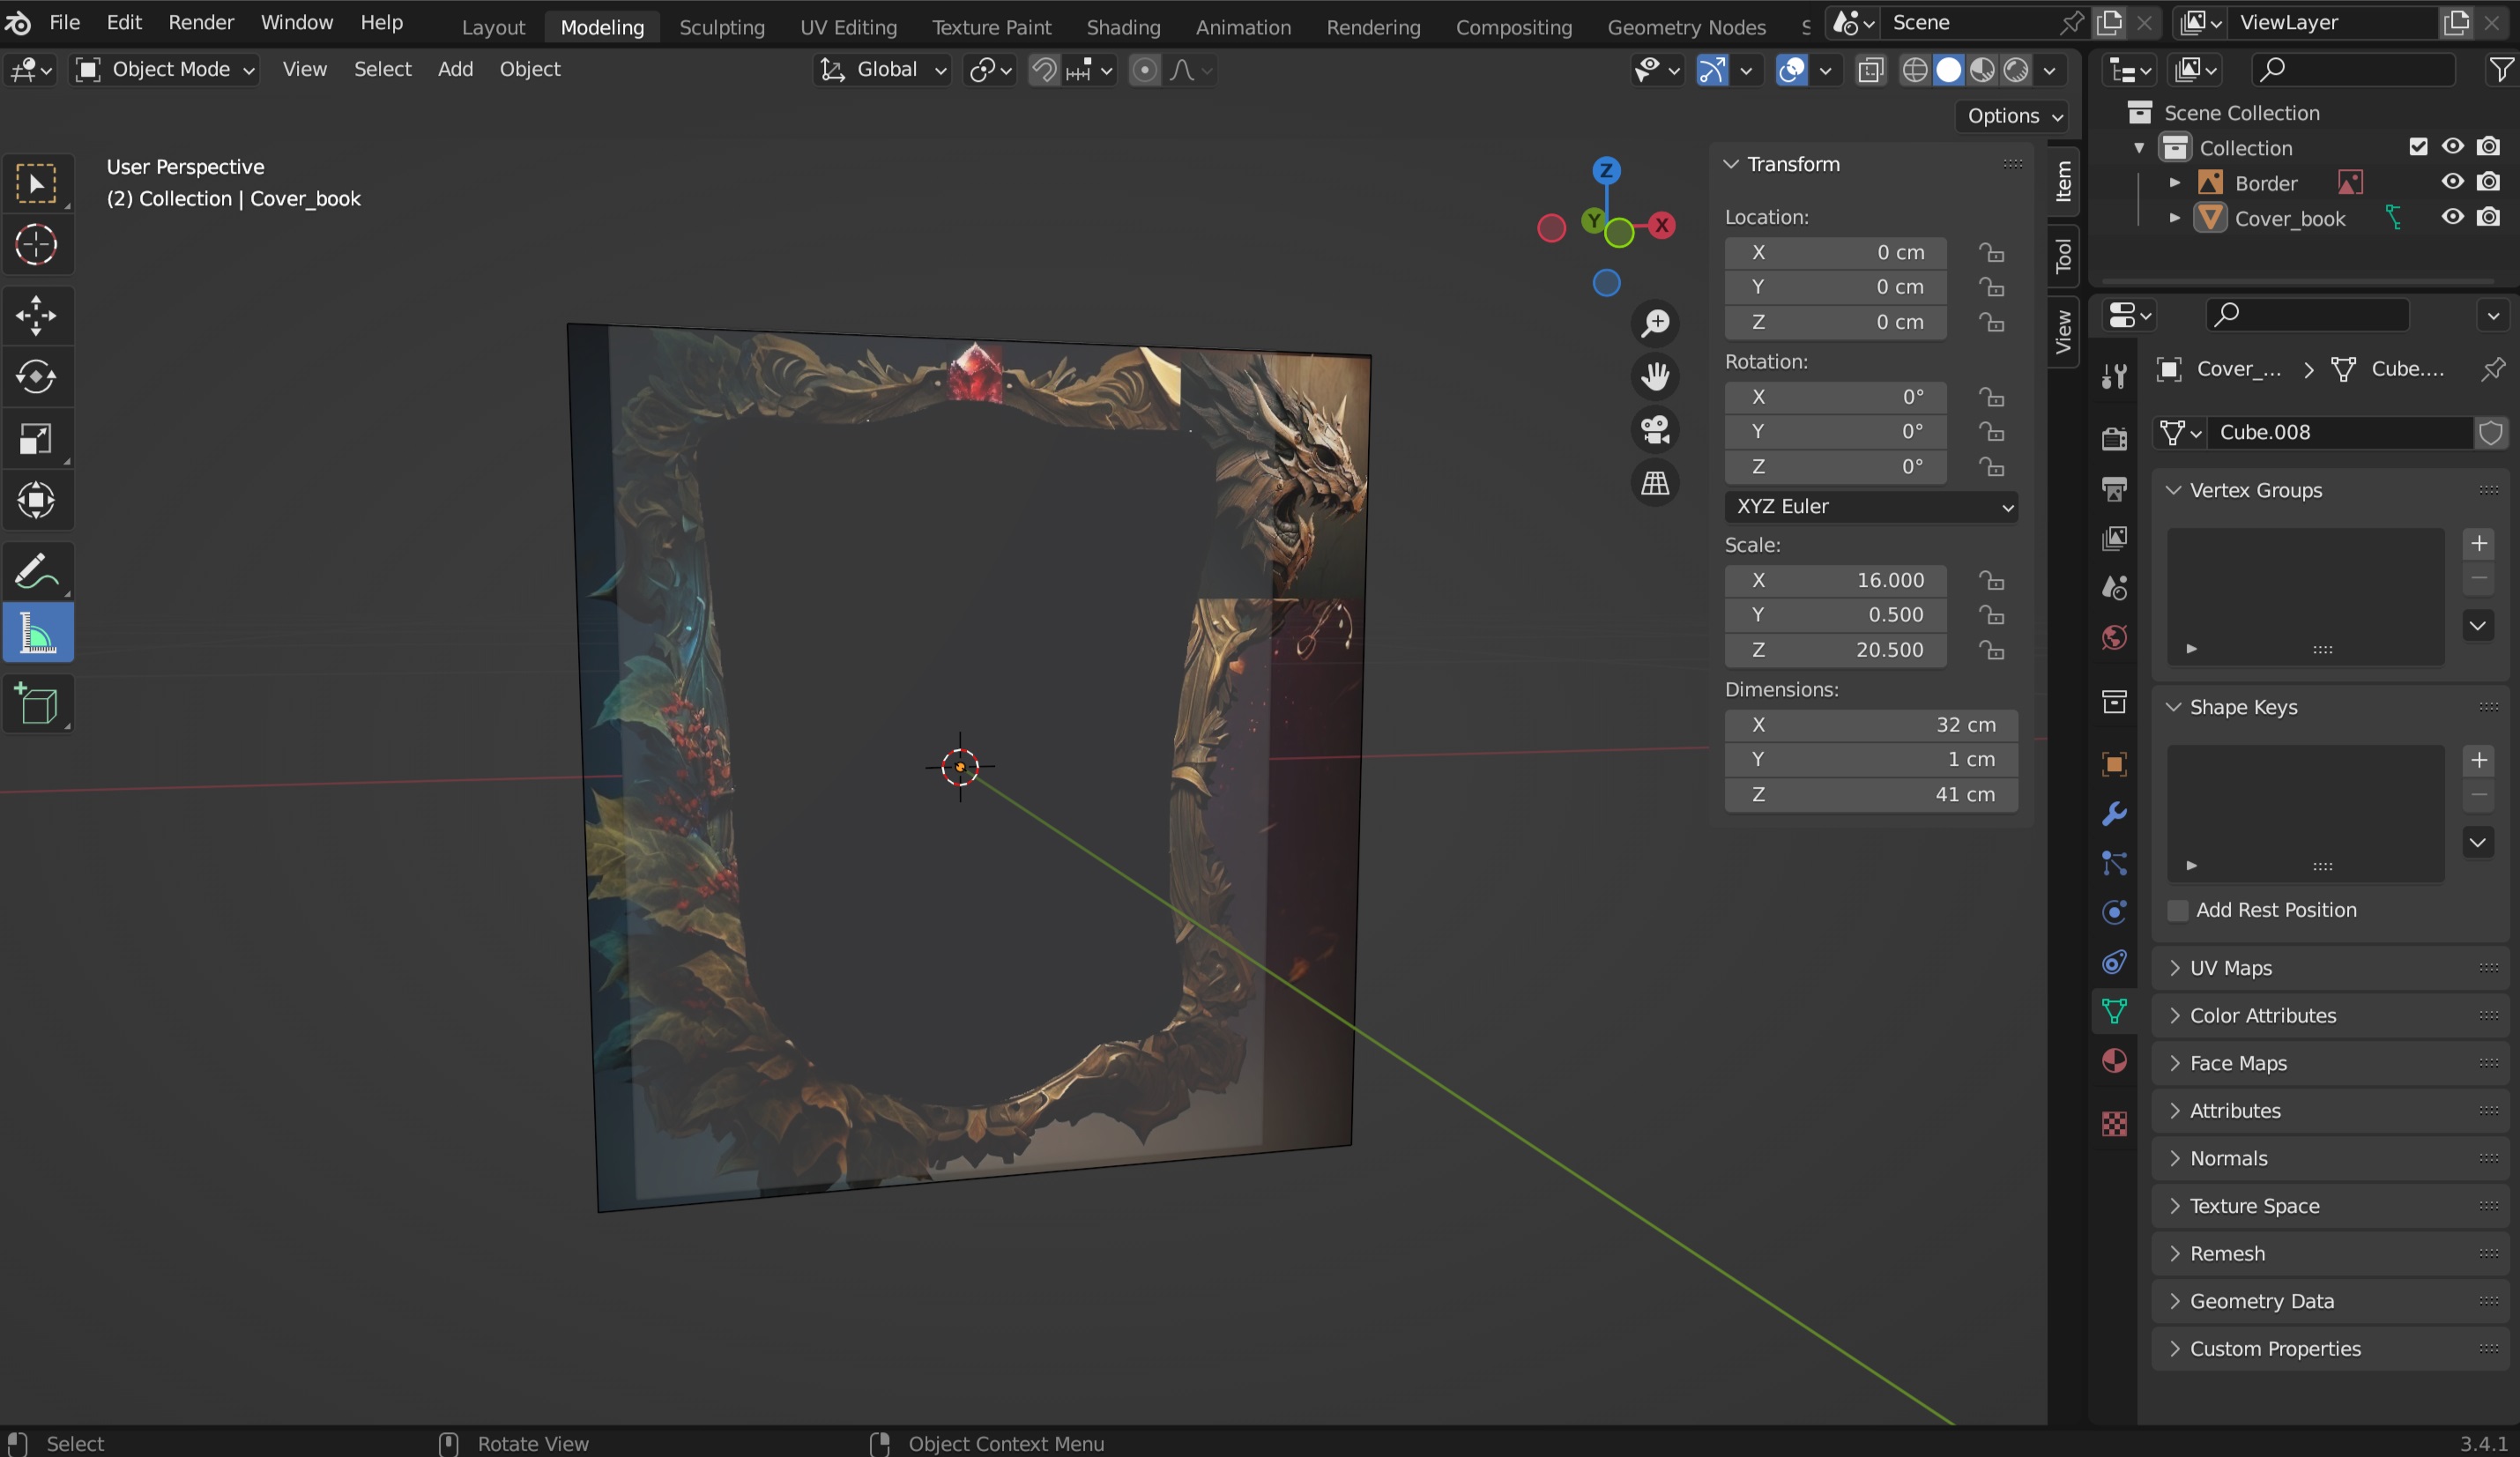 File Edit Render Window Help Layout Modeling Sculpting UV Editing Texture Paint Shading Animation Rendering Compositing Geometry Nodes S Scene ViewLayer
Object Mode View Select Add Object Global
Options
User Perspective
(2) Collection | Cover_book
Z
Y
X
Transform
Location:
X 0 cm
Y 0 cm
Z 0 cm
Rotation:
X 0°
Y 0°
Z 0°
XYZ Euler
Scale:
X 16.000
Y 0.500
Z 20.500
Dimensions:
X 32 cm
Y 1 cm
Z 41 cm
Item
Tool
View
Scene Collection
Collection
Border
Cover_book
Cover_... Cube....
Cube.008
Vertex Groups
Shape Keys
Add Rest Position
UV Maps
Color Attributes
Face Maps
Attributes
Normals
Texture Space
Remesh
Geometry Data
Custom Properties
Select Rotate View Object Context Menu 3.4.1